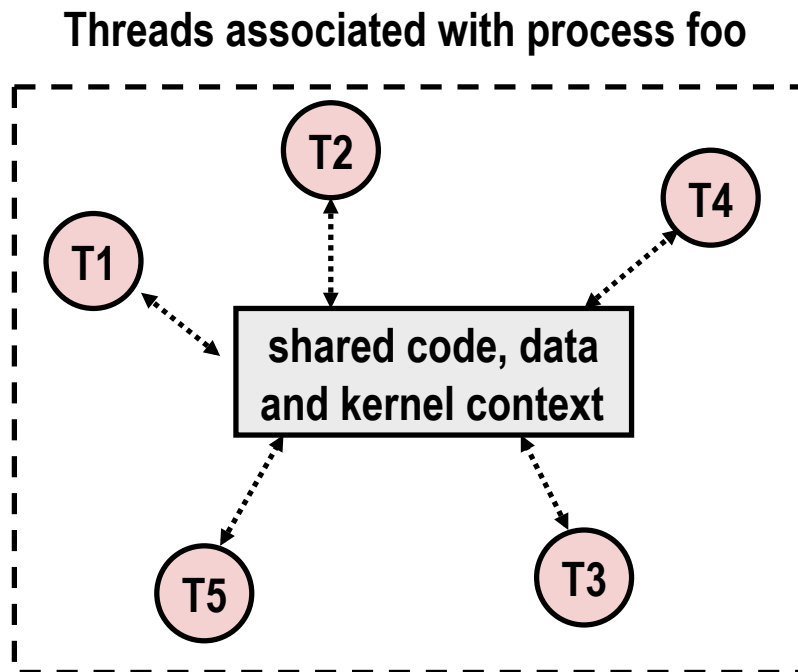 Threads associated with process foo
T2
T4
T1
shared code, data
and kernel context
T5
T3